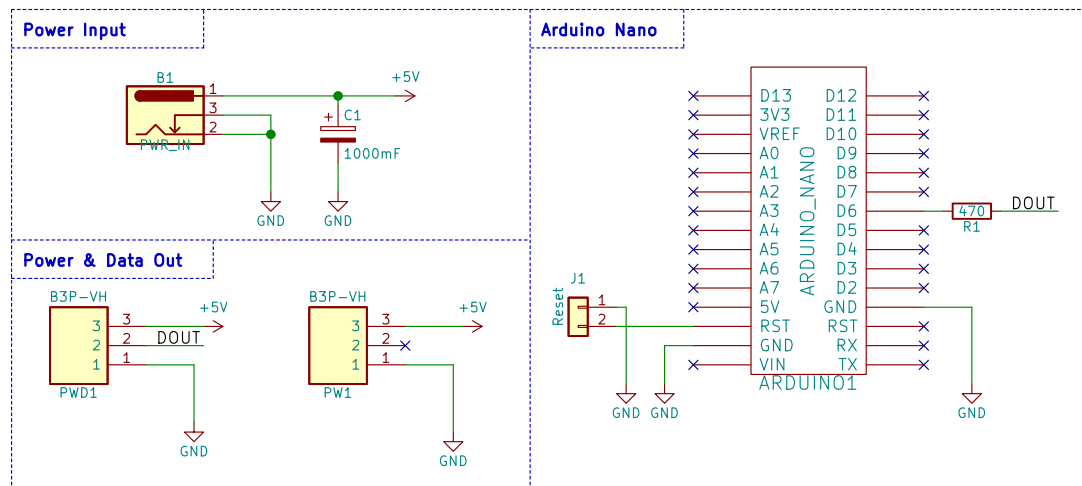 Power Input
B1
1
3
2
PWR_IN
+5V
+
C1
1000mF
GND
GND
Power & Data Out
B3P-VH
+5V
3 3
2 2 DOUT
1 1
PWD1
GND
B3P-VH
+5V
3 3
2 2
1 1
PW1
GND
Arduino Nano
D13 D12
3V3 D11
VREF D10
A0 D9
A1 D8
A2 D7
A3 D6
A4 D5
A5 D4
A6 D3
A7 D2
5V GND
RST RST
GND RX
VIN TX
ARDUINO_NANO
ARDUINO1
470
R1
DOUT
J1
Reset
1
2
GND
GND
GND